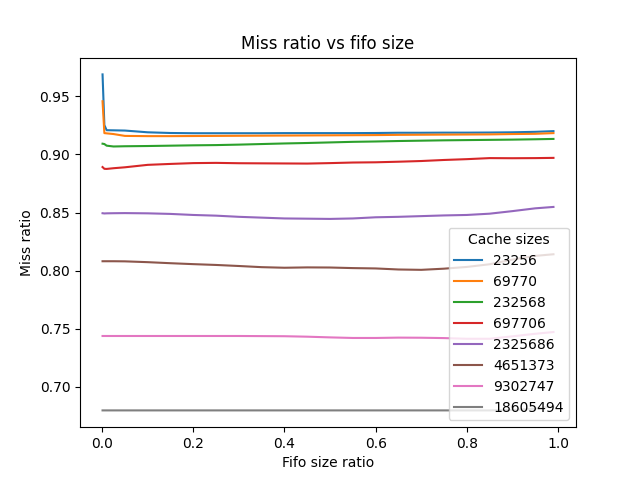 Miss ratio vs fifo size
Miss ratio
0.95
0.90
0.85
0.80
0.75
0.70
0.0 0.2 0.4 0.6 0.8 1.0
Fifo size ratio
Cache sizes
23256
69770
232568
697706
2325686
4651373
9302747
18605494